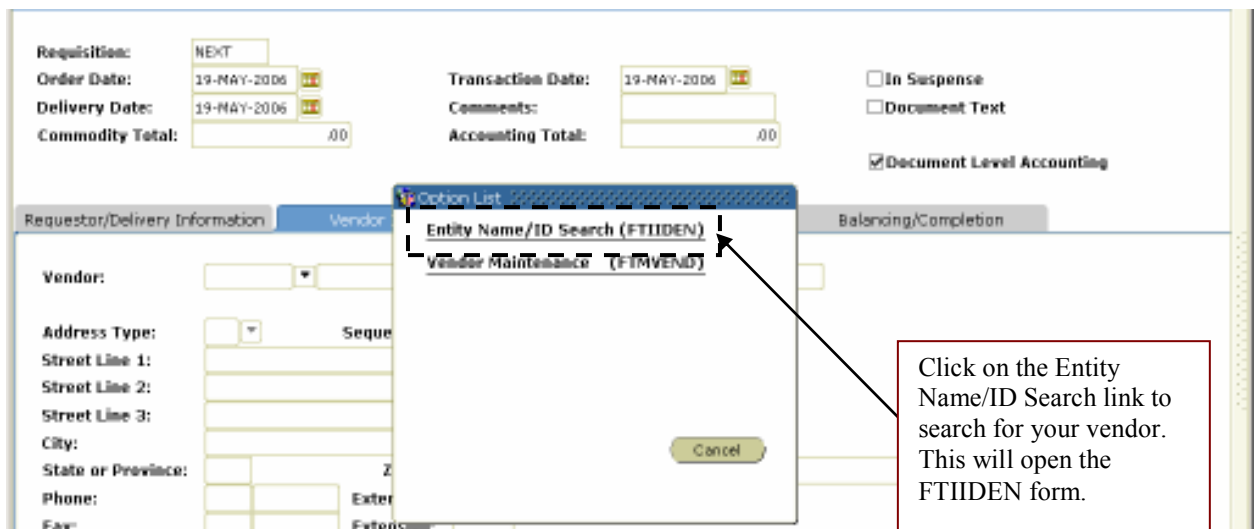 Requisition: NEXT
Order Date: 19-MAY-2006 Transaction Date: 19-MAY-2006 In Suspense
Delivery Date: 19-MAY-2006 Comments: Document Text
Commodity Total: .00 Accounting Total: .00
Document Level Accounting
Option List
Requestor/Delivery Information Vendor Balancing/Completion
Entity Name/ID Search (FTIIDEN)
Vendor Maintenance (FTMVEND)
Vendor:
Address Type: Seque
Street Line 1:
Street Line 2:
Street Line 3:
City:
State or Province: Z
Phone: Exter
Fax: Extens
Cancel
Click on the Entity
Name/ID Search link to
search for your vendor.
This will open the
FTIIDEN form.